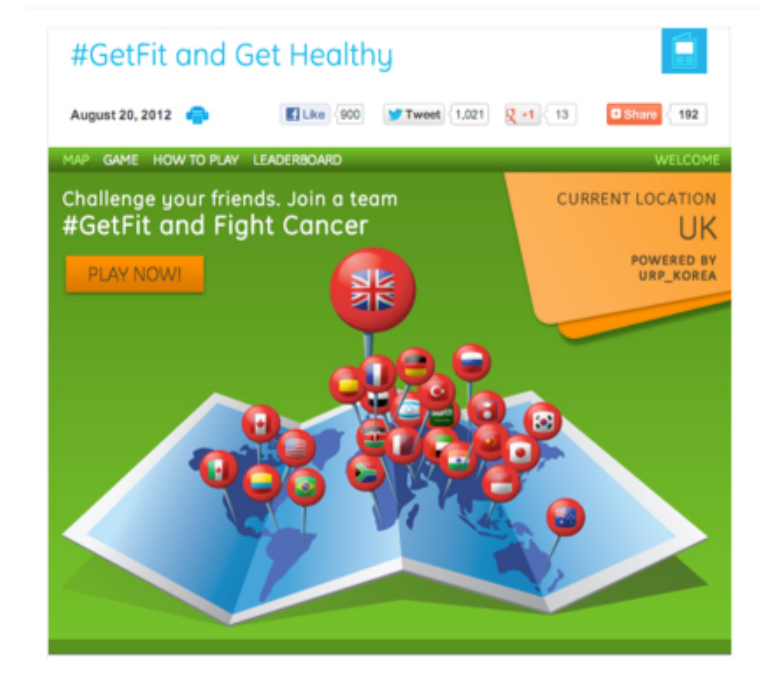 #GetFit and Get Healthy
August 20, 2012 Like 900 Tweet 1,021 +1 13 Share 192
MAP GAME HOW TO PLAY LEADERBOARD WELCOME
Challenge your friends. Join a team
#GetFit and Fight Cancer
PLAY NOW!
CURRENT LOCATION
UK
POWERED BY
URP_KOREA